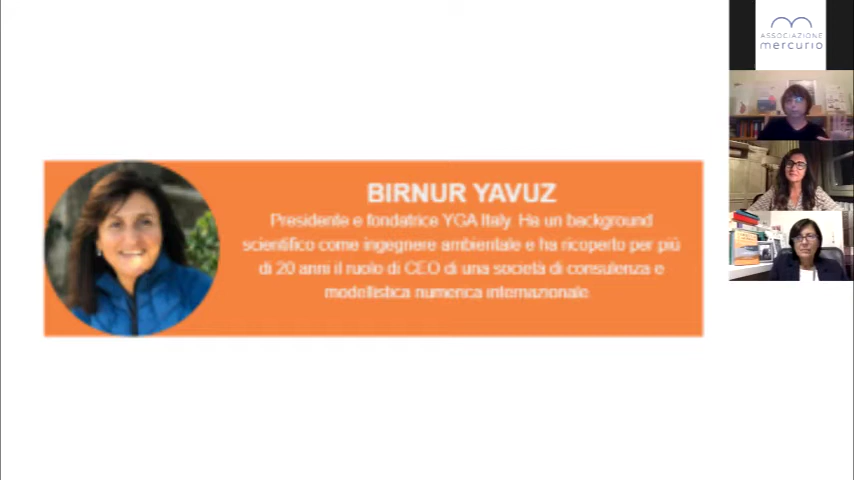 BIRNUR YAVUZ
Presidente e fondatrice YGA Italy. Ha un background
scientifico come ingegnere ambientale e ha ricoperto per più
di 20 anni il ruolo di CEO di una società di consulenza e
modellistica numerica internazionale.
ASSOCIAZIONE
mercurio